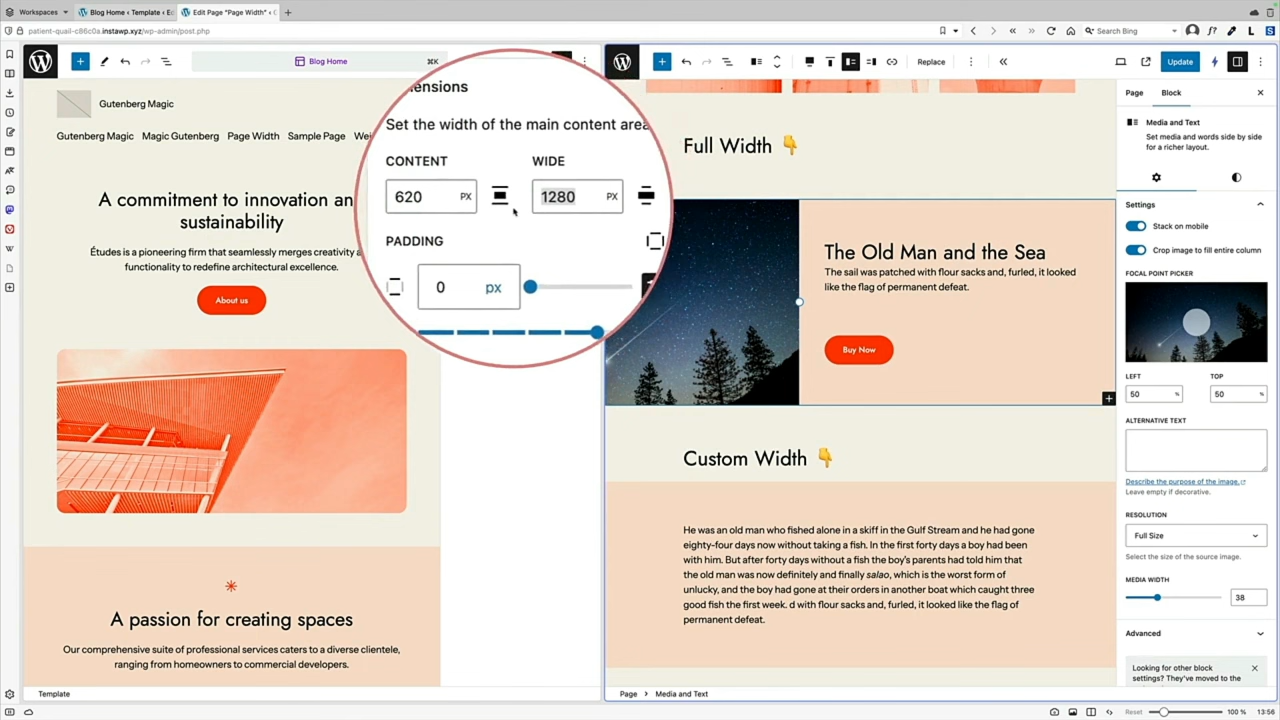 Workspaces
Blog Home ‹ Template ‹ Ec
Edit Page "Page Width" ‹ G
patient-quail-c86c0a.instawp.xyz/wp-admin/post.php
Search Bing
Blog Home
⌘K
Replace
Update
Gutenberg Magic
Gutenberg Magic
Magic Gutenberg
Page Width
Sample Page
A commitment to innovation an
sustainability
Études is a pioneering firm that seamlessly merges creativity a
functionality to redefine architectural excellence.
About us
A passion for creating spaces
Our comprehensive suite of professional services caters to a diverse clientele,
ranging from homeowners to commercial developers.
Template
ensions
Set the width of the main content area
CONTENT
WIDE
620 PX
1280 PX
PADDING
0 px
Full Width 👇
The Old Man and the Sea
The sail was patched with flour sacks and, furled, it looked
like the flag of permanent defeat.
Buy Now
Custom Width 👇
He was an old man who fished alone in a skiff in the Gulf Stream and he had gone
eighty-four days now without taking a fish. In the first forty days a boy had been
with him. But after forty days without a fish the boy's parents had told him that
the old man was now definitely and finally salao, which is the worst form of
unlucky, and the boy had gone at their orders in another boat which caught three
good fish the first week. d with flour sacks and, furled, it looked like the flag of
permanent defeat.
Page › Media and Text
Page
Block
Media and Text
Set media and words side by
side for a richer layout.
Settings
Stack on mobile
Crop image to fill entire column
FOCAL POINT PICKER
LEFT
TOP
50 %
50 %
ALTERNATIVE TEXT
Describe the purpose of the image.
Leave empty if decorative.
RESOLUTION
Full Size
Select the size of the source image.
MEDIA WIDTH
38
Advanced
Looking for other block
settings? They've moved to the
Reset
100 %
13:56